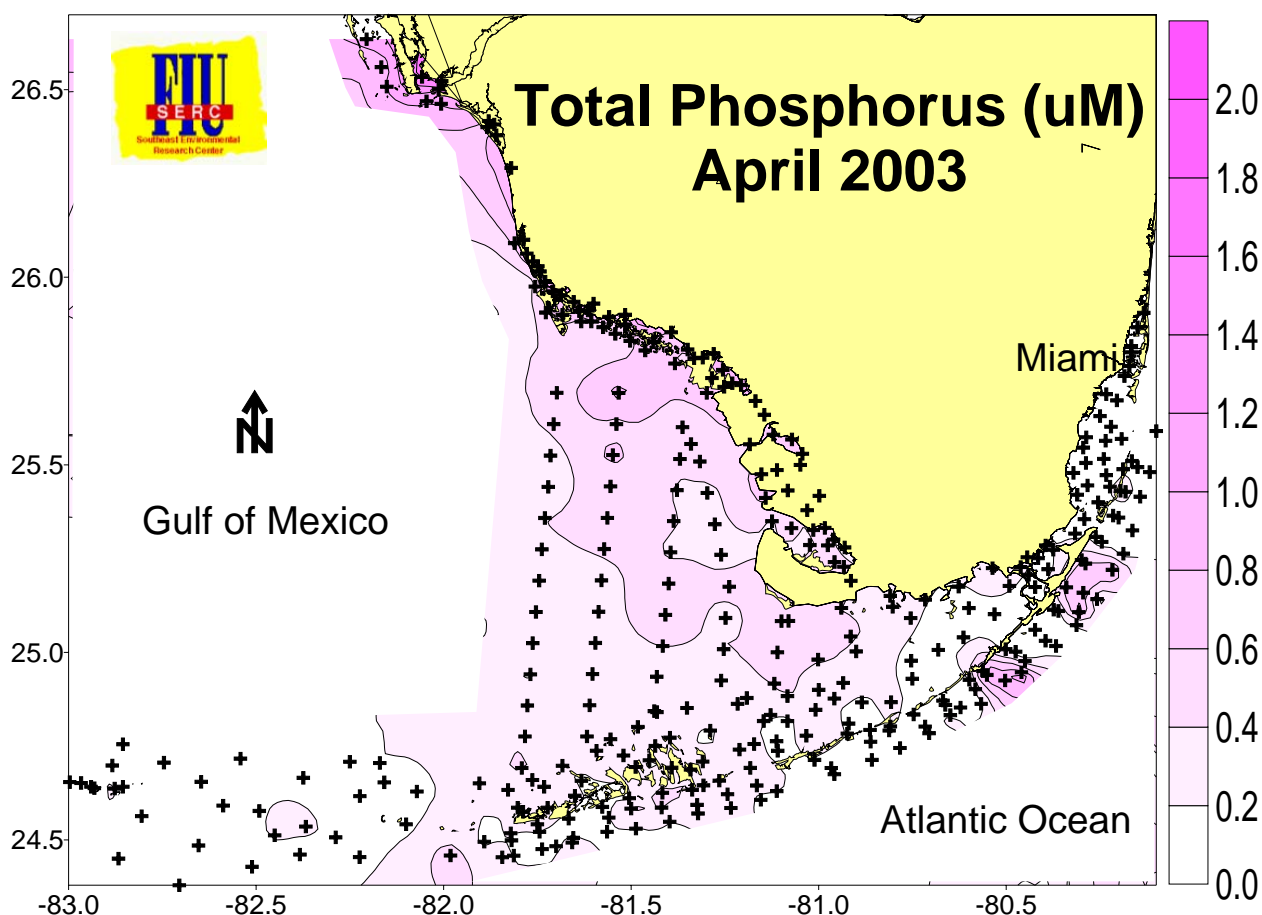 FIU
SERC
Southeast Environmental
Research Center
Total Phosphorus (uM)
April 2003
Miami
Gulf of Mexico
N
Atlantic Ocean
26.5
26.0
25.5
25.0
24.5
-83.0 -82.5 -82.0 -81.5 -81.0 -80.5
2.0
1.8
1.6
1.4
1.2
1.0
0.8
0.6
0.4
0.2
0.0